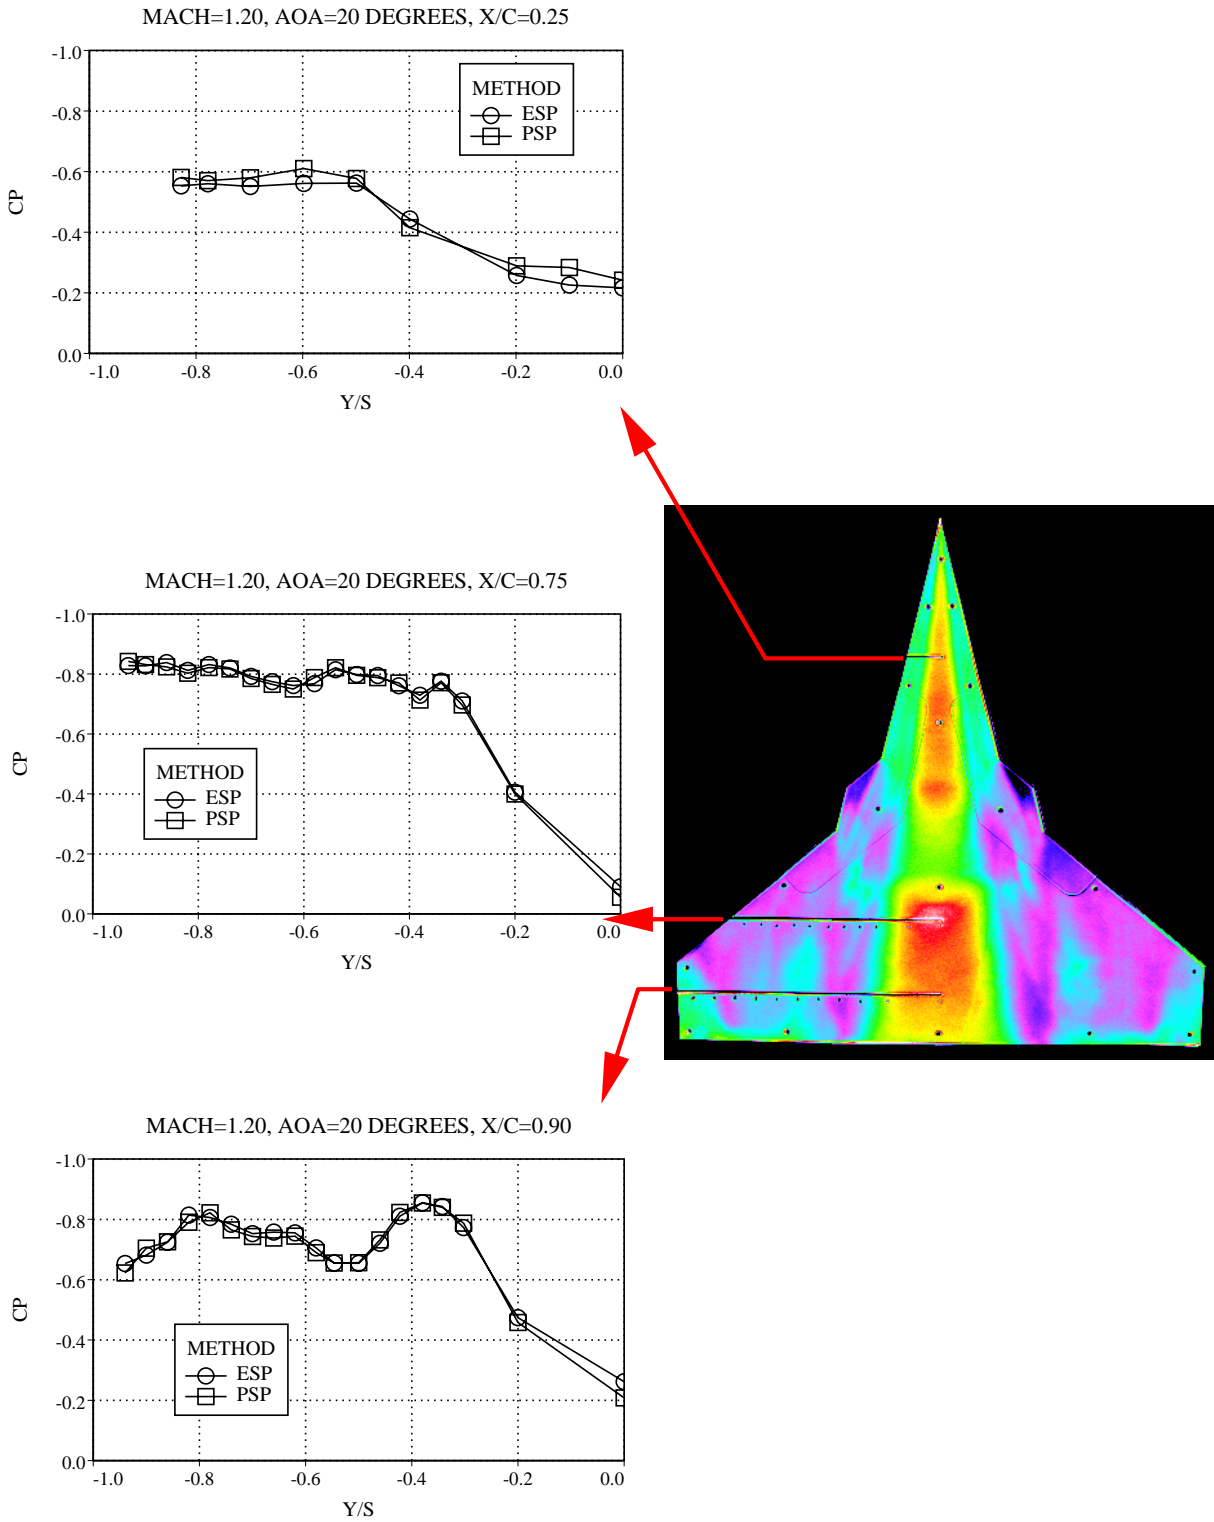 MACH=1.20, AOA=20 DEGREES, X/C=0.25
-1.0
-0.8
-0.6
-0.4
-0.2
0.0
CP
METHOD
ESP
PSP
-1.0 -0.8 -0.6 -0.4 -0.2 0.0
Y/S
MACH=1.20, AOA=20 DEGREES, X/C=0.75
-1.0
-0.8
-0.6
-0.4
-0.2
0.0
CP
METHOD
ESP
PSP
-1.0 -0.8 -0.6 -0.4 -0.2 0.0
Y/S
MACH=1.20, AOA=20 DEGREES, X/C=0.90
-1.0
-0.8
-0.6
-0.4
-0.2
0.0
CP
METHOD
ESP
PSP
-1.0 -0.8 -0.6 -0.4 -0.2 0.0
Y/S